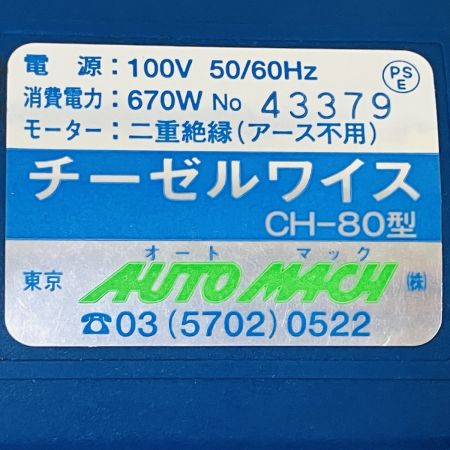 電 源：100V 50/60Hz
PS
E
消費電力：670W No 43379
モーター：二重絶縁(アース不用)
チーゼルワイス
CH-80型
オート マック
東京 AUTO MACH ㈱
☎03(5702)0522